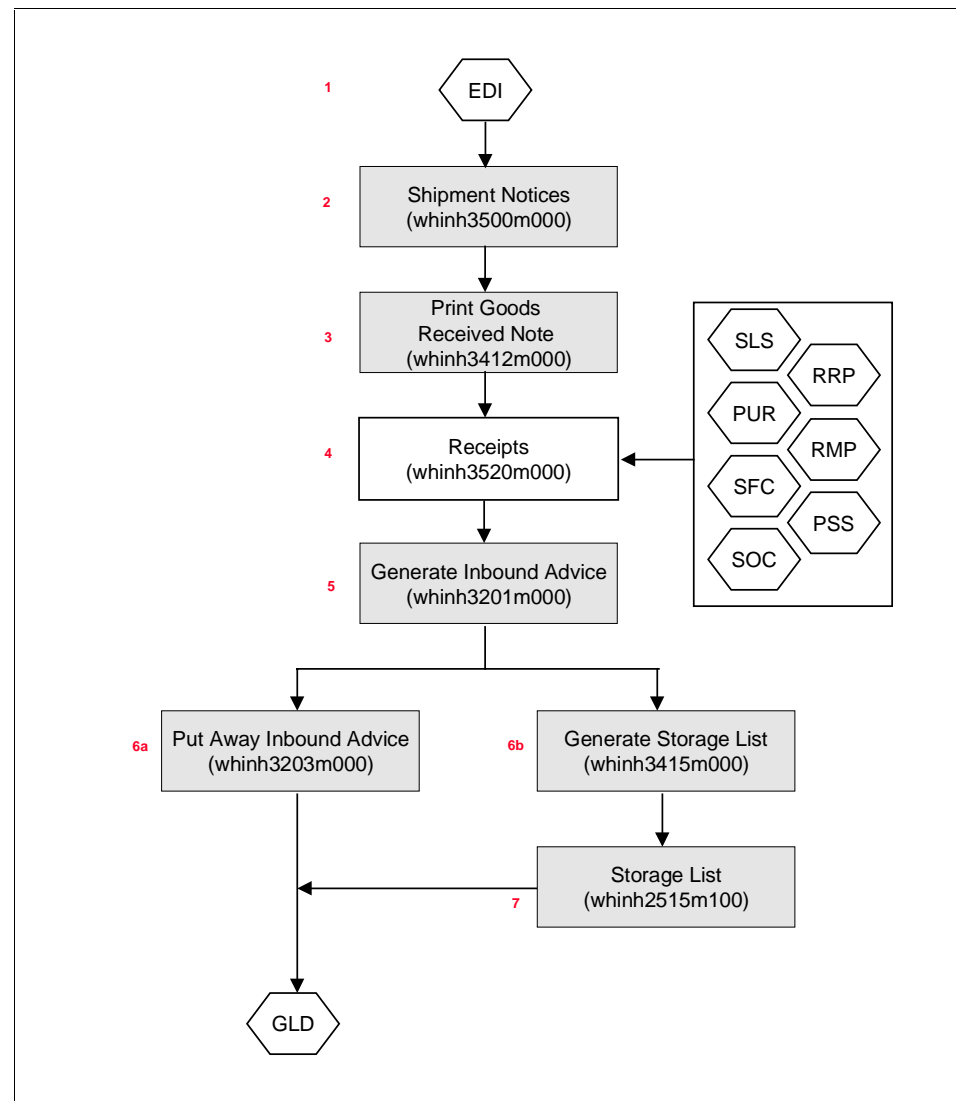 1
EDI
2
Shipment Notices
(whinh3500m000)
3
Print Goods
Received Note
(whinh3412m000)
4
Receipts
(whinh3520m000)
SLS
RRP
PUR
RMP
SFC
PSS
SOC
5
Generate Inbound Advice
(whinh3201m000)
6a
Put Away Inbound Advice
(whinh3203m000)
6b
Generate Storage List
(whinh3415m000)
7
Storage List
(whinh2515m100)
GLD